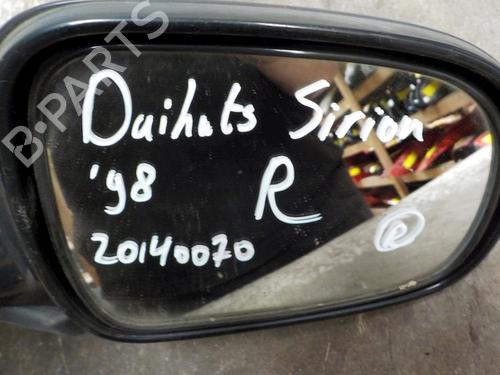 B-PARTS
Daihats Sirion
'98 R
20140070 R